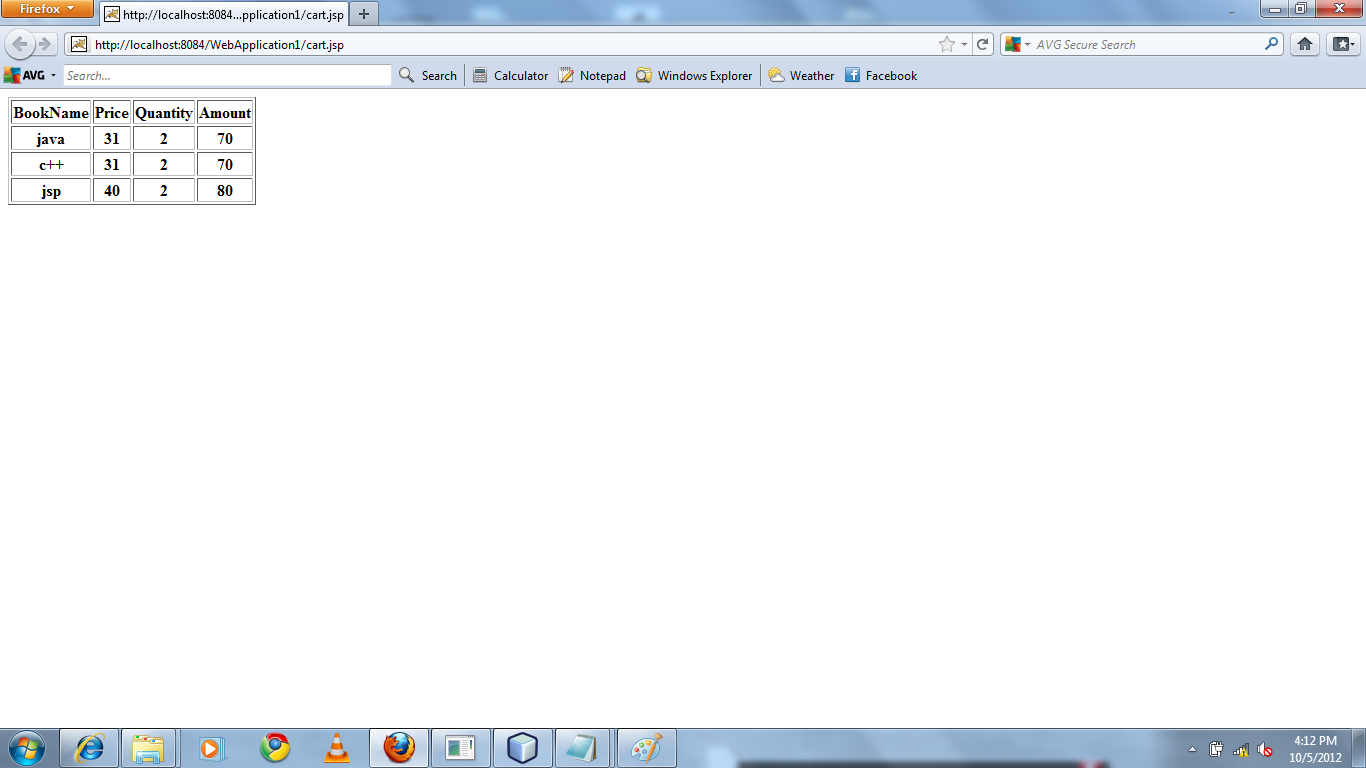 Firefox
http://localhost:8084...pplication1/cart.jsp
http://localhost:8084/WebApplication1/cart.jsp
AVG Secure Search
AVG Search... Search Calculator Notepad Windows Explorer Weather Facebook
BookName Price Quantity Amount
java 31 2 70
c++ 31 2 70
jsp 40 2 80
4:12 PM
10/5/2012